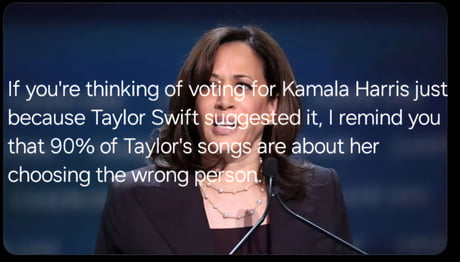 If you're thinking of voting for Kamala Harris just
because Taylor Swift suggested it, I remind you
that 90% of Taylor's songs are about her
choosing the wrong person.